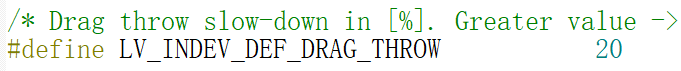 /* Drag throw slow-down in [%]. Greater value ->
#define LV_INDEV_DEF_DRAG_THROW 20